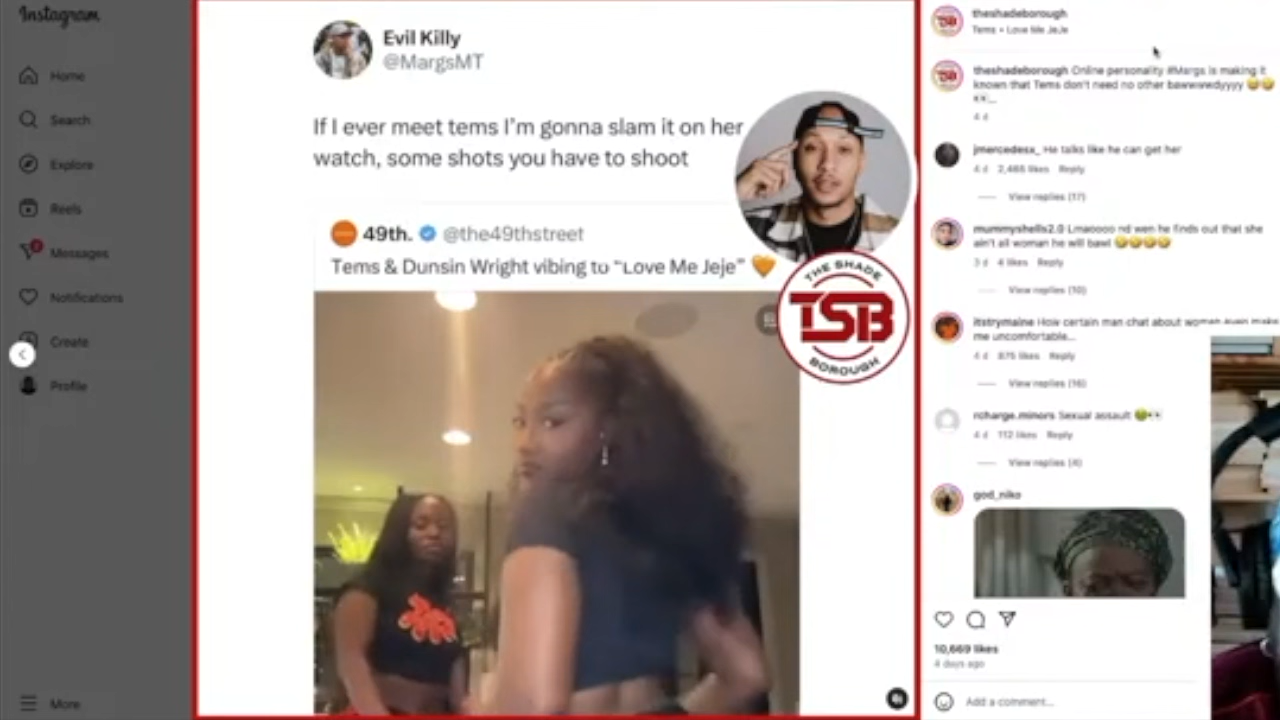 Instagram
Home
Search
Explore
Reels
2
Messages
Notifications
Create
Profile
More
Evil Killy
@MargsMT
If I ever meet tems I'm gonna slam it on her
watch, some shots you have to shoot
49th. @the49thstreet
Tems & Dunsin Wright vibing to "Love Me Jeje" 🧡
THE SHADE
TSB
BOROUGH
theshadeborough
Tems • Love Me JeJe
theshadeborough Online personality #Margs is making it
known that Tems don't need no other bawwwedyyyy 😂😂
👀...
4 d
jmercedesx_ He talks like he can get her
4 d 2,465 likes Reply
View replies (17)
mummyshells2.0 Lmaoooo nd wen he finds out that she
ain't all woman he will bawl 🤣🤣🤣🤣
3 d 4 likes Reply
View replies (10)
itstrymaine How certain man chat about women even make
me uncomfortable...
4 d 875 likes Reply
View replies (16)
rcharge.minors Sexual assault 🤢👀
4 d 112 likes Reply
View replies (4)
god_niko
10,669 likes
4 days ago
Add a comment...